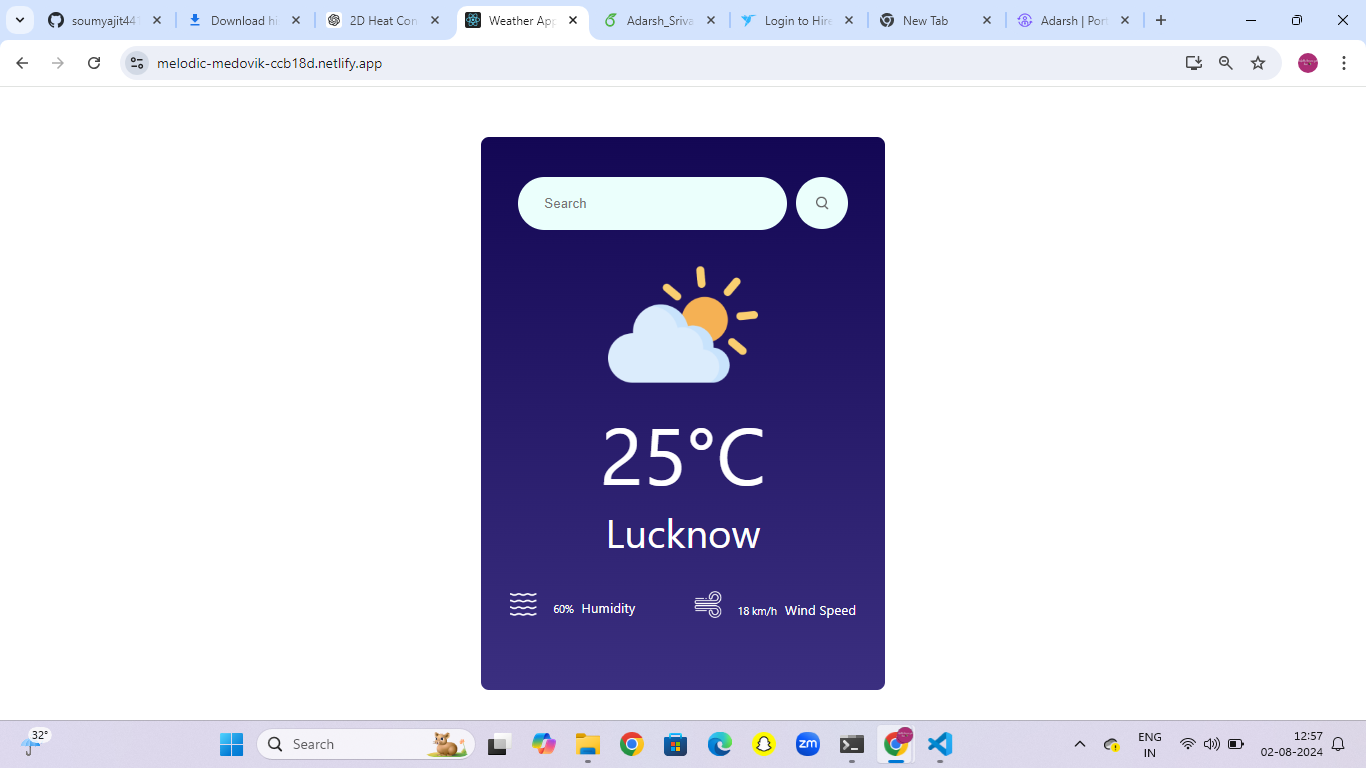 soumyajit44
Download hi
2D Heat Con
Weather App
Adarsh_Sriva
Login to Hire
New Tab
Adarsh | Port
melodic-medovik-ccb18d.netlify.app
Search
25°C
Lucknow
60% Humidity
18 km/h Wind Speed
32°
Search
zm
ENG
IN
12:57
02-08-2024